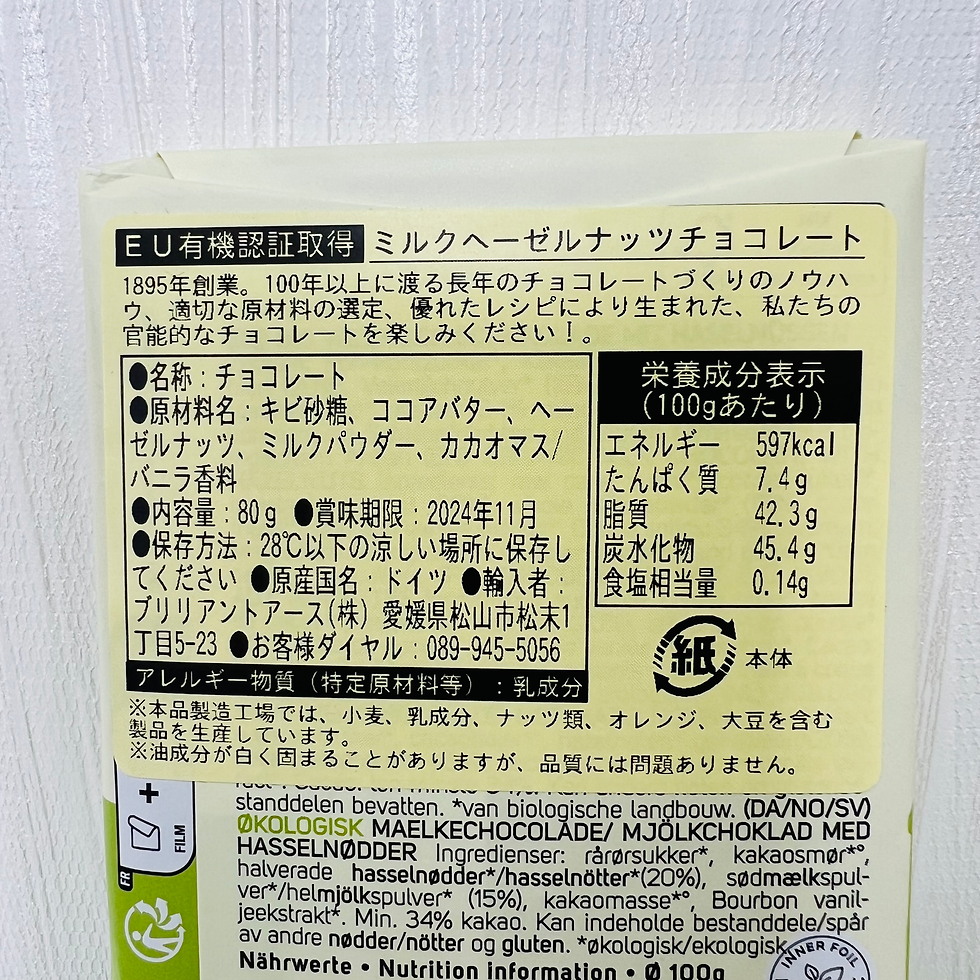 EU有機認証取得 ミルクヘーゼルナッツチョコレート
1895年創業。100年以上に渡る長年のチョコレートづくりのノウハ
ウ、適切な原材料の選定、優れたレシピにより生まれた、私たちの
官能的なチョコレートを楽しみください！。
●名称：チョコレート
●原材料名：キビ砂糖、ココアバター、ヘー
ゼルナッツ、ミルクパウダー、カカオマス/
バニラ香料
●内容量：80g ●賞味期限：2024年11月
●保存方法：28℃以下の涼しい場所に保存し
てください ●原産国名：ドイツ ●輸入者：
ブリリアントアース(株) 愛媛県松山市松末1
丁目5-23 ●お客様ダイヤル：089-945-5056
アレルギー物質（特定原材料等）：乳成分
栄養成分表示
(100gあたり)
エネルギー 597kcal
たんぱく質 7.4g
脂質 42.3g
炭水化物 45.4g
食塩相当量 0.14g
紙 本体
※本品製造工場では、小麦、乳成分、ナッツ類、オレンジ、大豆を含む
製品を生産しています。
※油成分が白く固まることがありますが、品質には問題ありません。
standdelen bevatten. *van biologische landbouw. (DA/NO/SV)
ØKOLOGISK MAELKECHOCOLADE/ MJÖLKCHOKLAD MED
HASSELNØDDER Ingredienser: rårørsukker*, kakaosmør*°,
halverade hasselnødder*/hasselnötter*(20%), sødmælkspul-
ver*/helmjölkspulver* (15%), kakaomasse*°, Bourbon vanil-
jeekstrakt*. Min. 34% kakao. Kan indeholde bestanddele/spår
av andre nødder/nötter og gluten. *økologisk/ekologisk
Nährwerte • Nutrition information • Ø 100g
+
FILM
FR
INNER FOIL